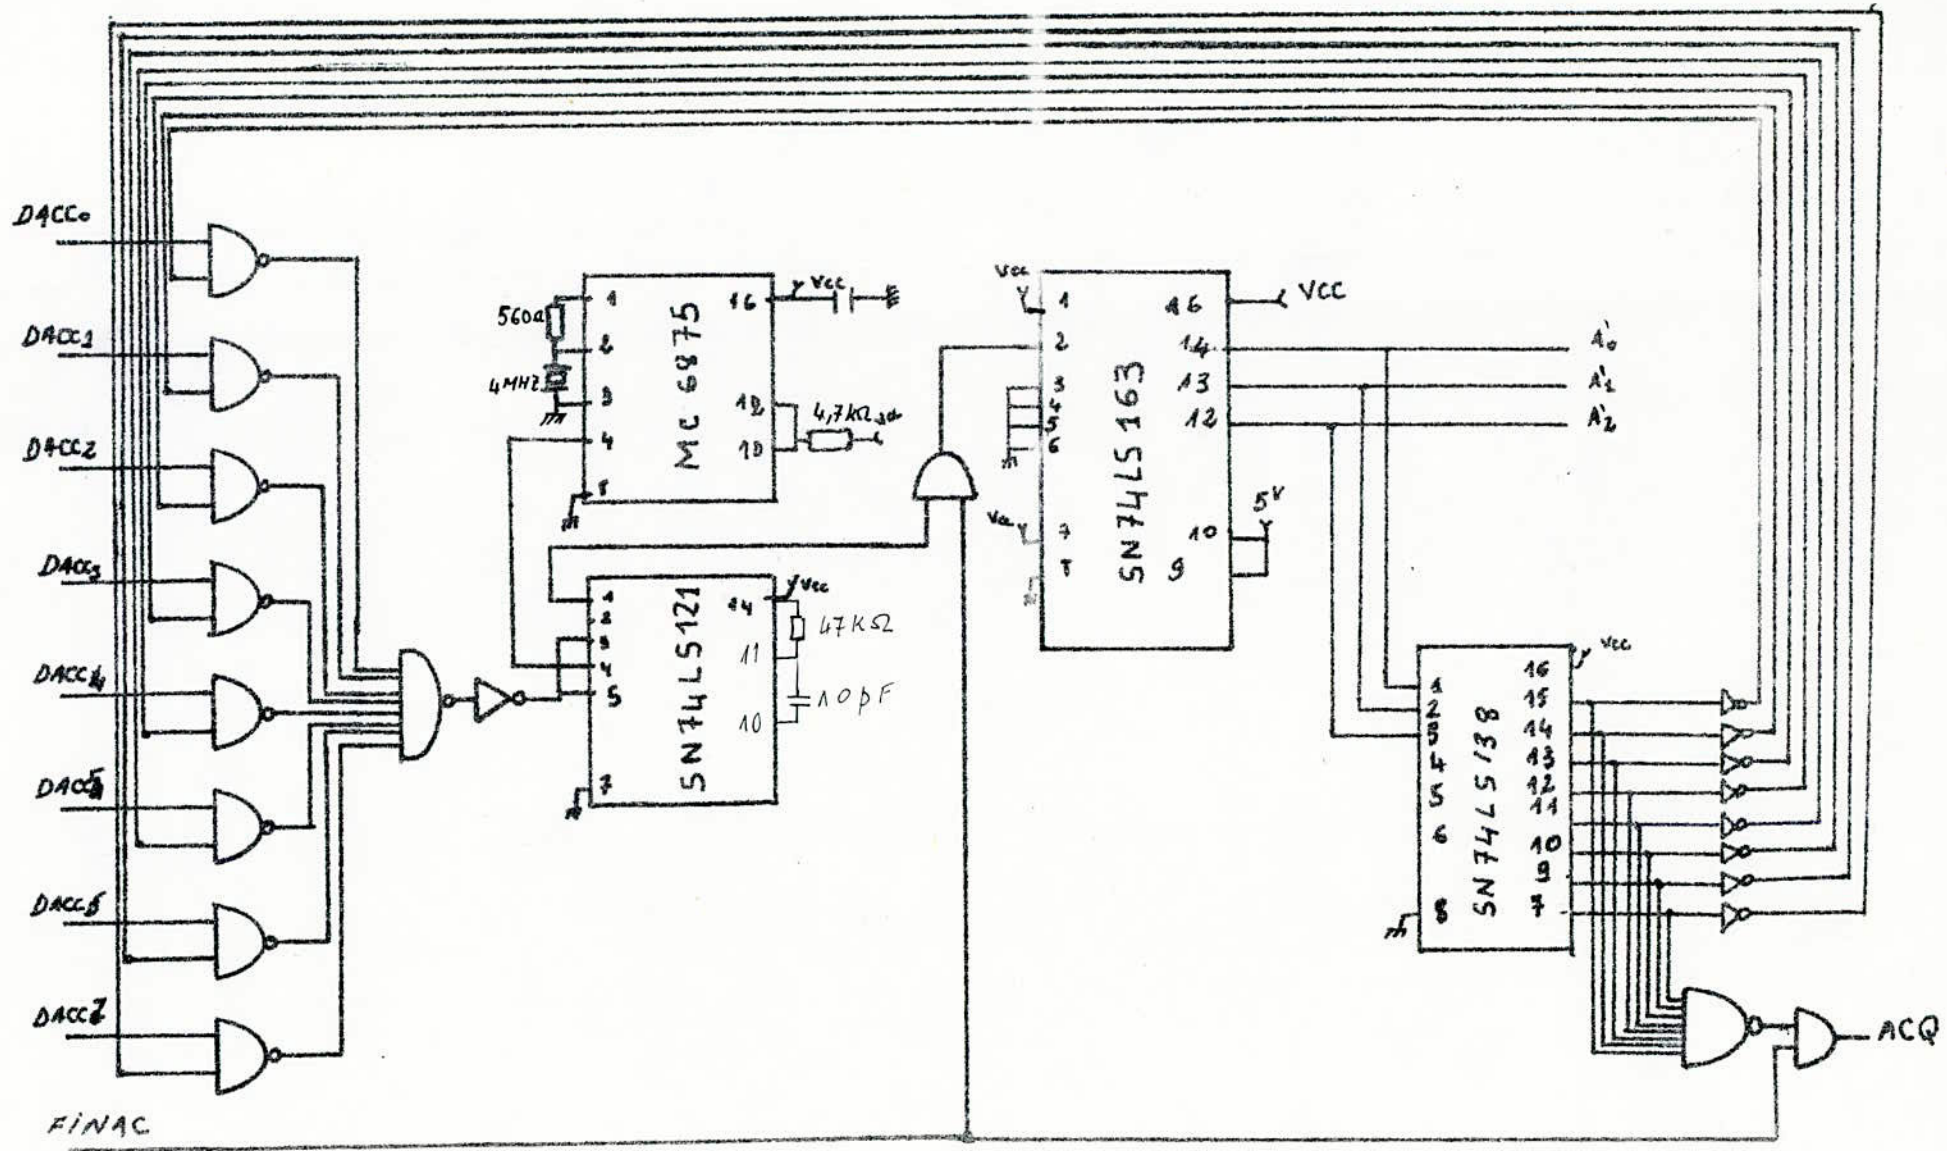 DACC0
DACC1
DACC2
DACC3
DACC4
DACC5
DACC7
FINAC
560Ω
4MHZ
1
2
3
4
8
MC 6875
16
Vcc
12
10
4,7kΩ
1
2
3
4
5
7
SN74LS121
14
Vcc
47KΩ
11
10pF
10
Vcc
1
2
3
4
5
6
Vcc
7
8
SN74LS163
16
VCC
14
A'0
13
A'1
12
A'2
5V
10
9
1
2
3
4
5
6
8
SN74LS138
Vcc
16
15
14
13
12
11
10
9
7
ACQ